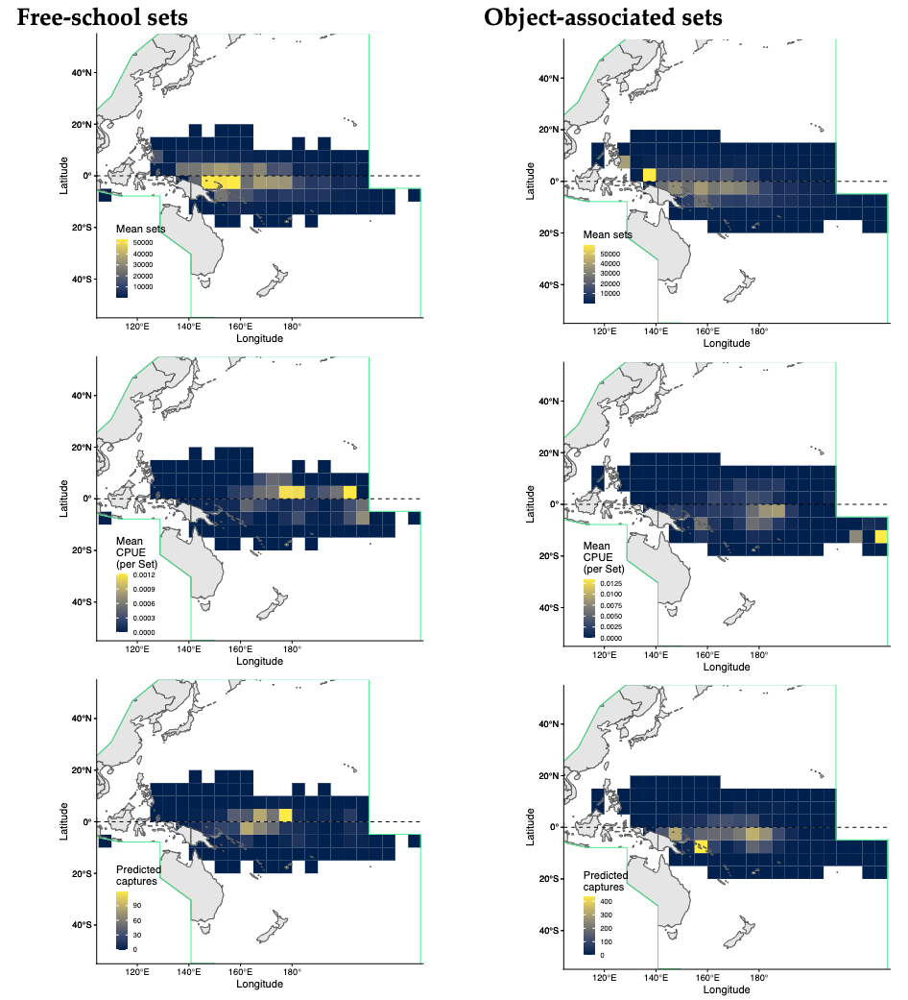 Free-school sets
Object-associated sets
40°N
20°N
0°
20°S
40°S
Latitude
Mean sets
50000
40000
30000
20000
10000
120°E
140°E
160°E
180°
Longitude
40°N
20°N
0°
20°S
40°S
Latitude
Mean sets
50000
40000
30000
20000
10000
120°E
140°E
160°E
180°
Longitude
40°N
20°N
0°
20°S
40°S
Latitude
Mean
CPUE
(per Set)
0.0012
0.0009
0.0006
0.0003
0.0000
120°E
140°E
160°E
180°
Longitude
40°N
20°N
0°
20°S
40°S
Latitude
Mean
CPUE
(per Set)
0.0125
0.0100
0.0075
0.0050
0.0025
0.0000
120°E
140°E
160°E
180°
Longitude
40°N
20°N
0°
20°S
40°S
Latitude
Predicted
captures
90
60
30
0
120°E
140°E
160°E
180°
Longitude
40°N
20°N
0°
20°S
40°S
Latitude
Predicted
captures
400
300
200
100
0
120°E
140°E
160°E
180°
Longitude